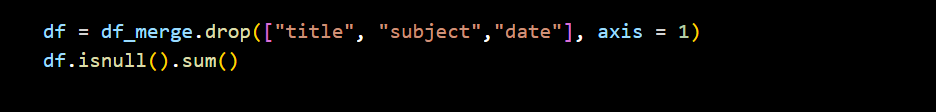 df = df_merge.drop(["title", "subject","date"], axis = 1)
df.isnull().sum()